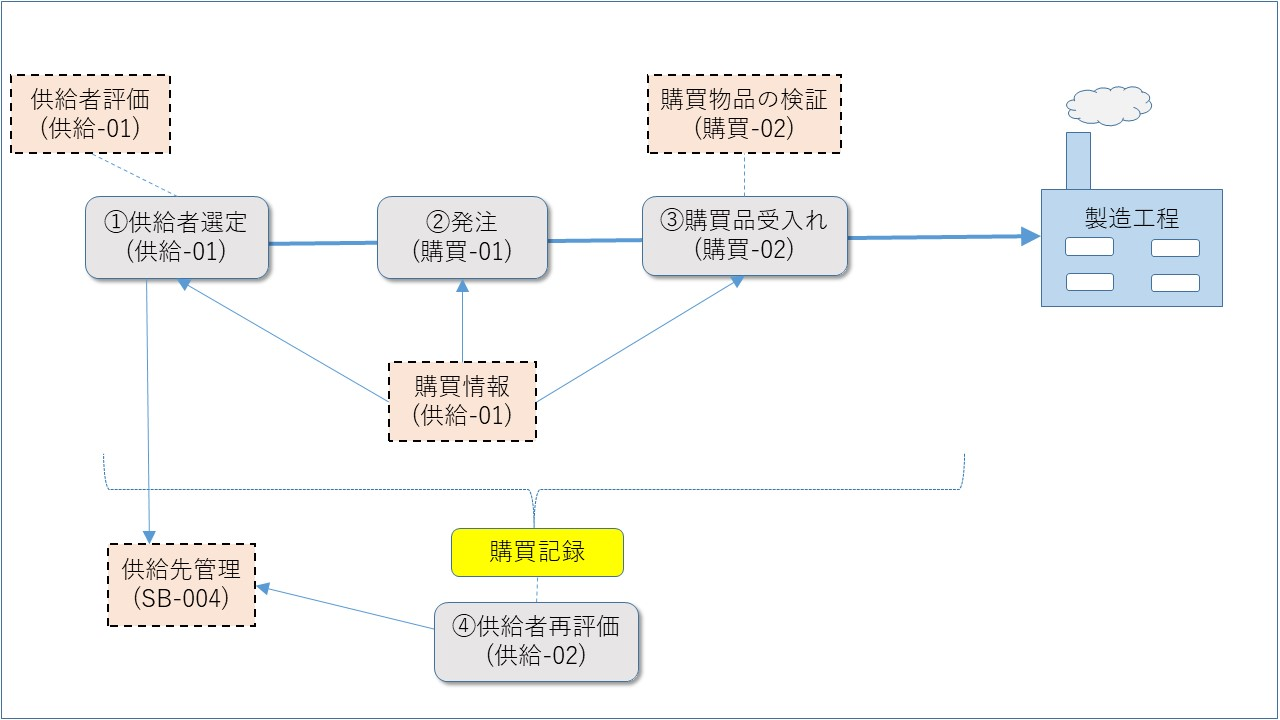 供給者評価
(供給-01)
購買物品の検証
(購買-02)
①供給者選定
(供給-01)
②発注
(購買-01)
③購買品受入れ
(購買-02)
製造工程
購買情報
(供給-01)
購買記録
供給先管理
(SB-004)
④供給者再評価
(供給-02)